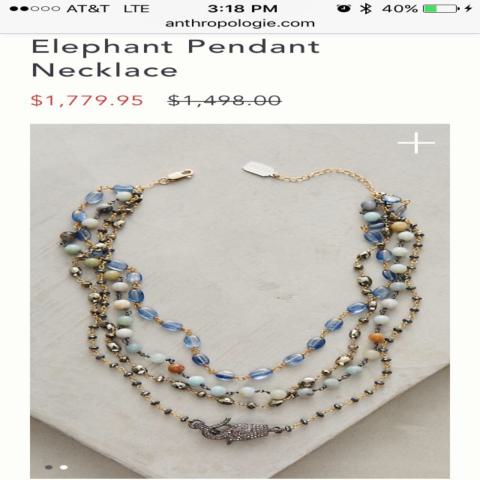 AT&T LTE 3:18 PM 40%
anthropologie.com
Elephant Pendant
Necklace
$1,779.95 $1,498.00